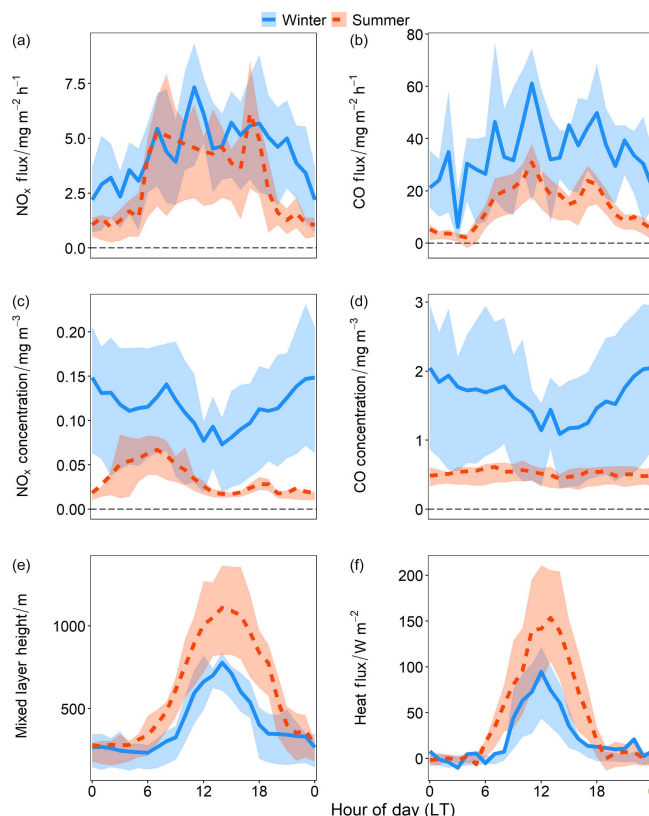 Winter Summer
(a)
(b)
NOx flux/mg m−2 h−1
7.5
5.0
2.5
0.0
CO flux/mg m−2 h−1
80
60
40
20
0
(c)
(d)
NOx concentration/mg m−3
0.20
0.15
0.10
0.05
0.00
CO concentration/mg m−3
3
2
1
0
(e)
(f)
Mixed layer height/m
1000
500
Heat flux/W m−2
200
150
100
50
0
0 6 12 18 0
0 6 12 18 0
Hour of day (LT)